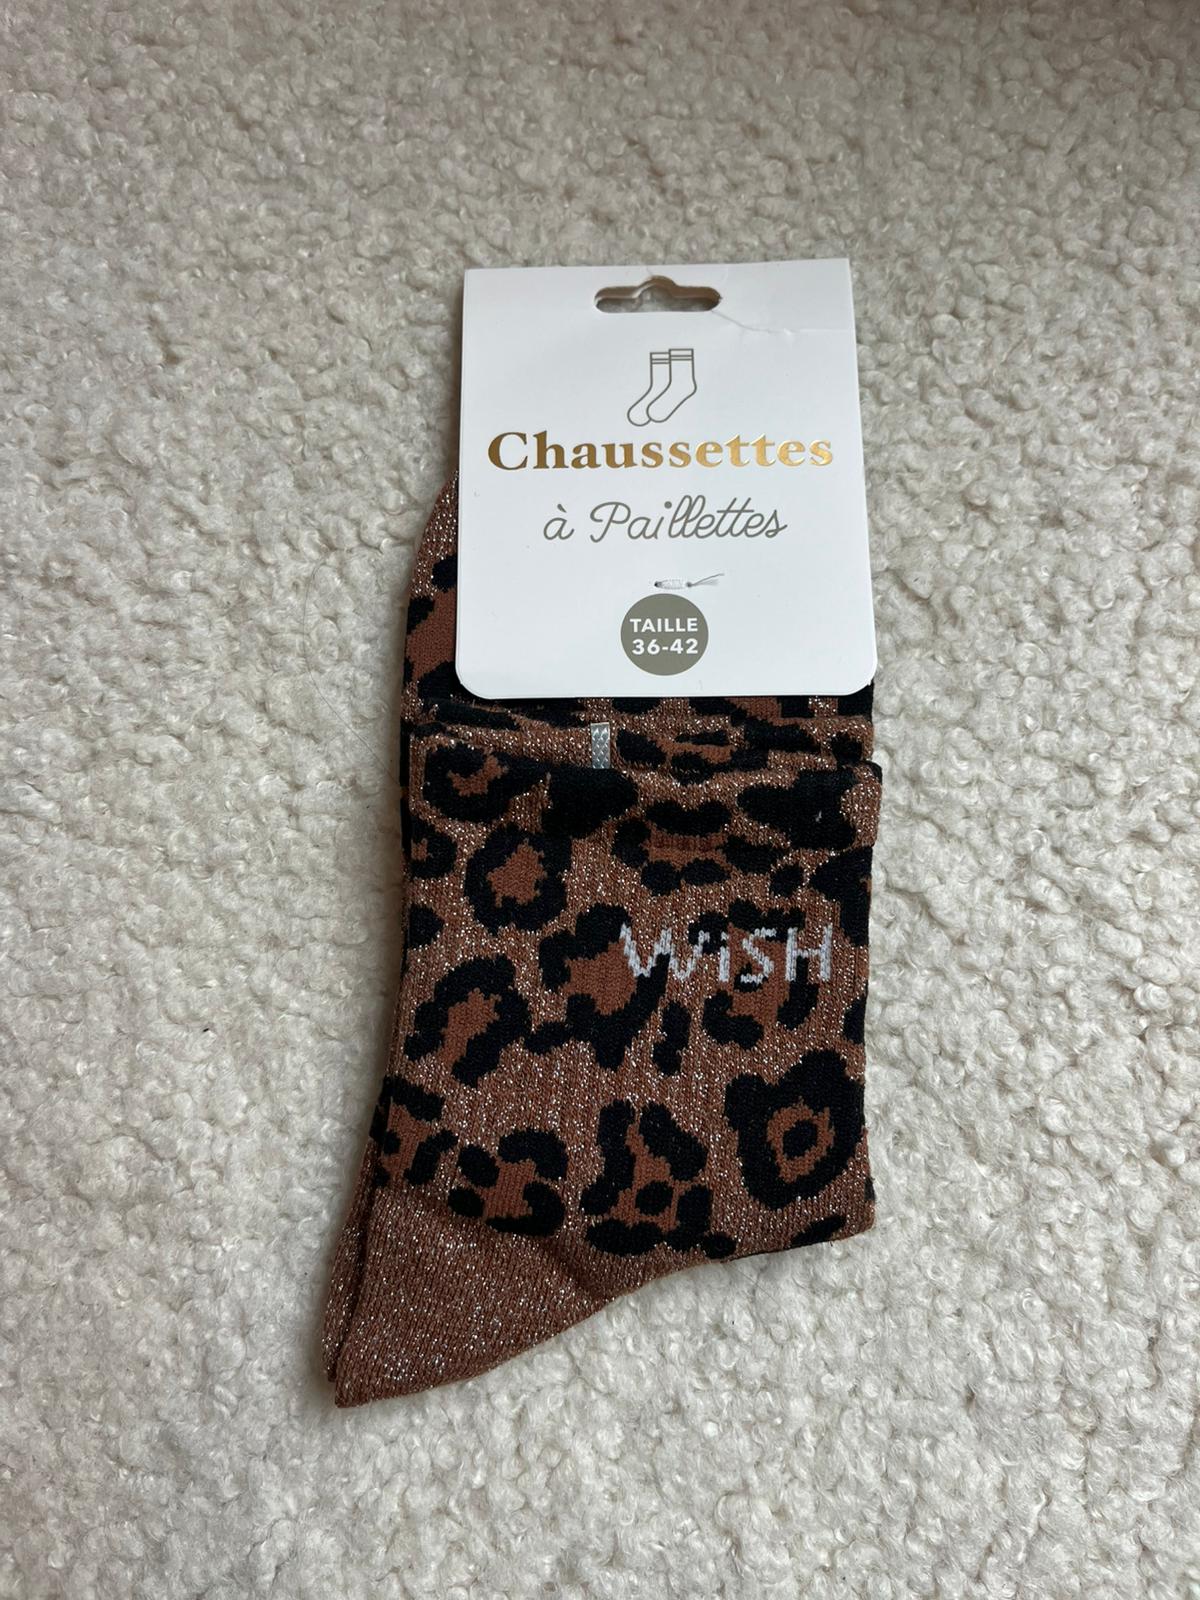 Chaussettes
à Paillettes
TAILLE
36-42
WiSH